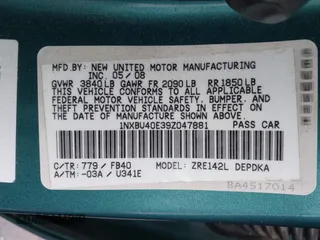 MFD.BY: NEW UNITED MOTOR MANUFACTURING
INC. 05/08
GVWR 3840LB GAWR FR 2090LB RR1850LB
THIS VEHICLE CONFORMS TO ALL APPLICABLE
FEDERAL MOTOR VEHICLE SAFETY, BUMPER, AND
THEFT PREVENTION STANDARDS IN EFFECT ON
THE DATE OF MANUFACTURE SHOWN ABOVE.
1NXBU40E39Z047881 PASS CAR
C/TR: 779 / FB40 MODEL: ZRE142L DEPDKA
A/TM: -03A / U341E
BA4517014